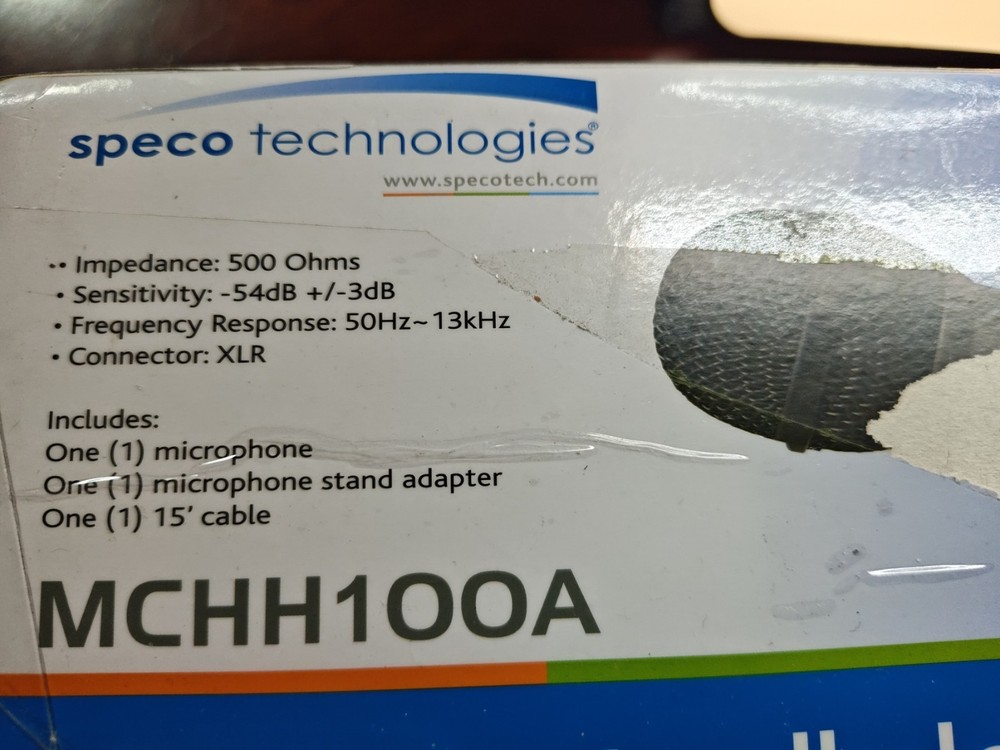 speco technologies®
www.specotech.com
•• Impedance: 500 Ohms
• Sensitivity: -54dB +/-3dB
• Frequency Response: 50Hz~13kHz
• Connector: XLR
Includes:
One (1) microphone
One (1) microphone stand adapter
One (1) 15' cable
MCHH100A